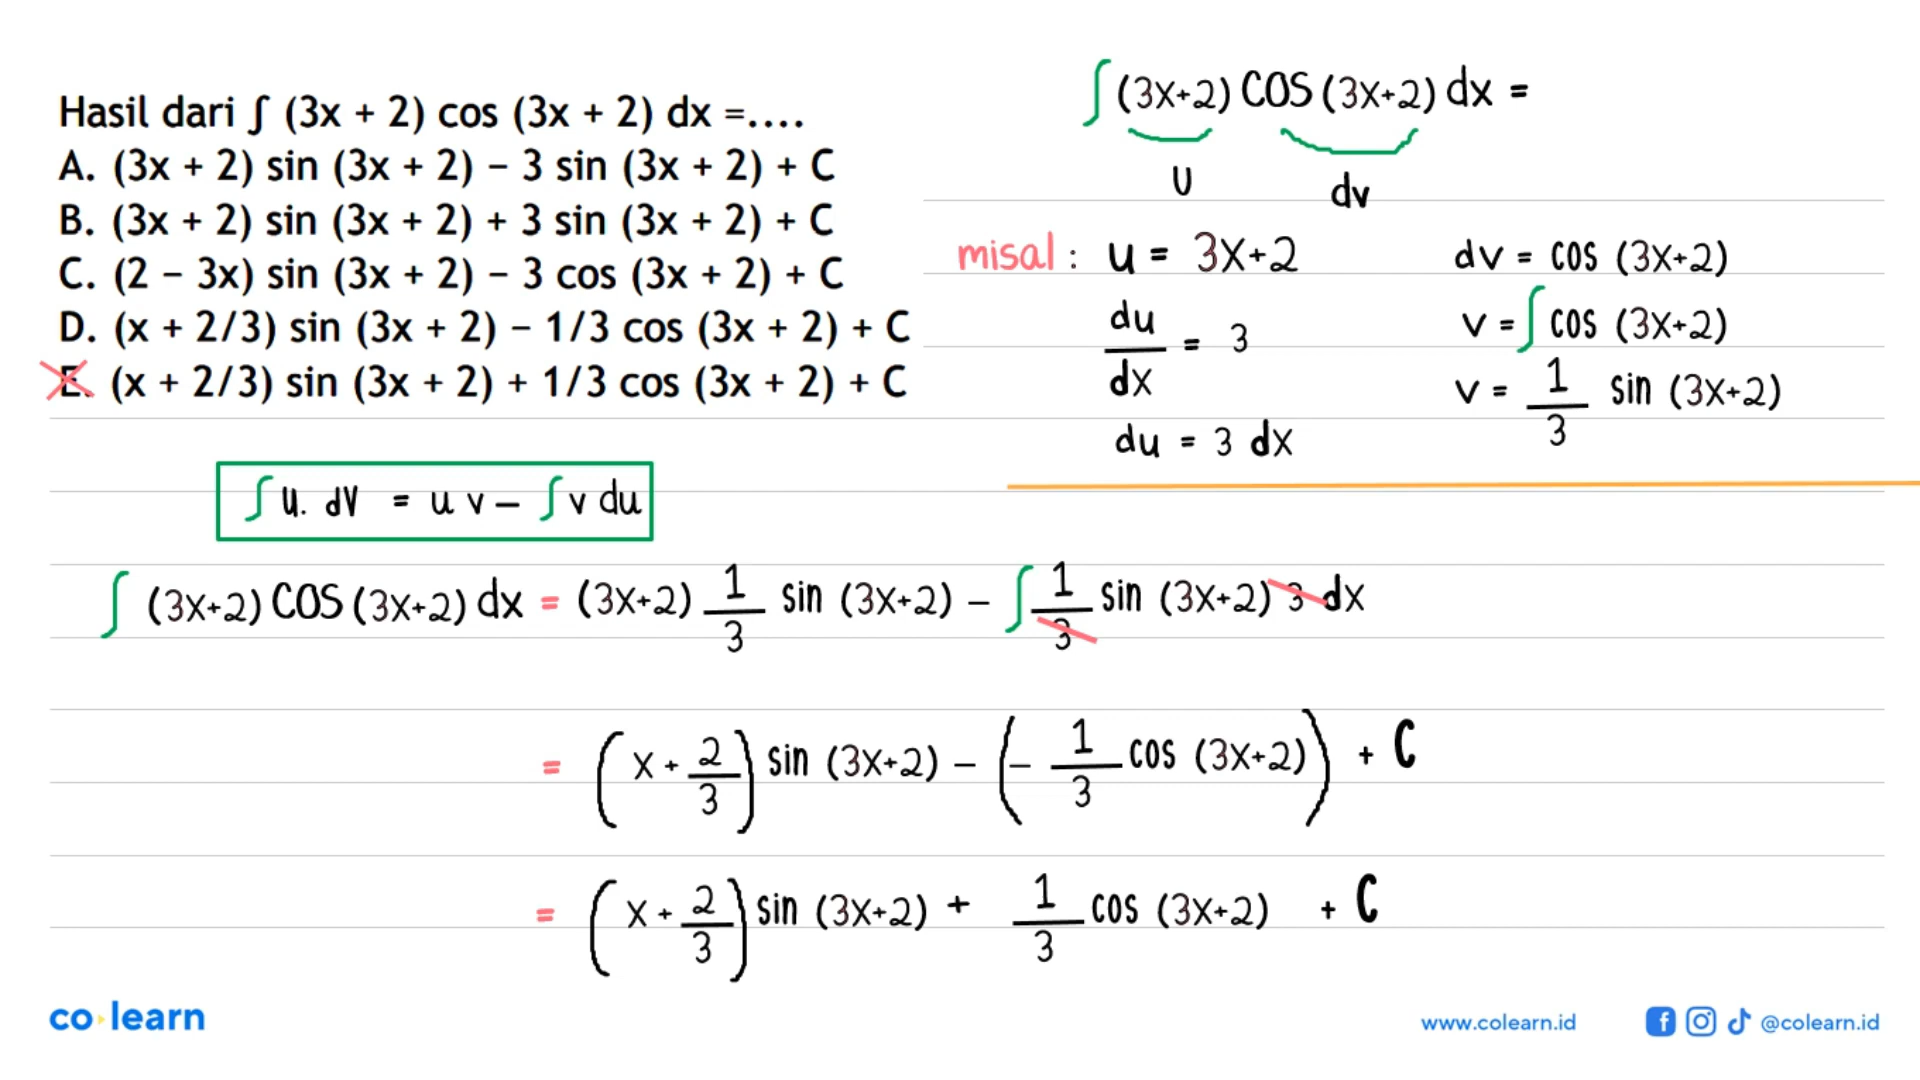 Hasil dari ∫ (3x + 2) cos (3x + 2) dx =....
A. (3x + 2) sin (3x + 2) − 3 sin (3x + 2) + C
B. (3x + 2) sin (3x + 2) + 3 sin (3x + 2) + C
C. (2 − 3x) sin (3x + 2) − 3 cos (3x + 2) + C
D. (x + 2/3) sin (3x + 2) − 1/3 cos (3x + 2) + C
E. (x + 2/3) sin (3x + 2) + 1/3 cos (3x + 2) + C
∫(3x+2) cos (3x+2) dx =
u dv
misal : u = 3x+2
du/dx = 3
du = 3 dx
dv = cos (3x+2)
v = ∫ cos (3x+2)
v = 1/3 sin (3x+2)
∫ u. dv = u v − ∫ v du
∫ (3x+2) cos (3x+2) dx = (3x+2) 1/3 sin (3x+2) − ∫ 1/3 sin (3x+2) 3 dx
= (x + 2/3) sin (3x+2) − (− 1/3 cos (3x+2)) + C
= (x + 2/3) sin (3x+2) + 1/3 cos (3x+2) + C
co learn
www.colearn.id
@colearn.id